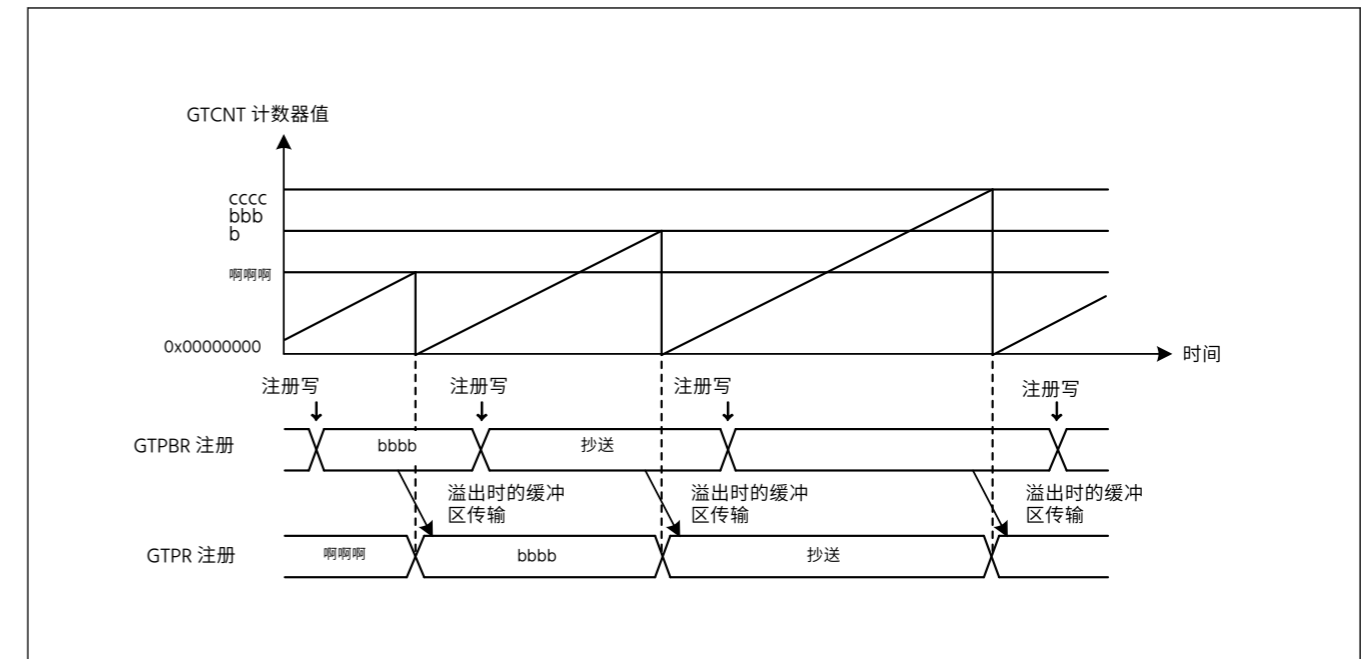 GTCNT 计数器值
cccc
bbb
b
啊啊啊
0x00000000
时间
注册写
注册写
注册写
注册写
GTPBR 注册
bbbb
抄送
溢出时的缓冲
区传输
溢出时的缓冲
区传输
溢出时的缓冲
区传输
GTPR 注册
啊啊啊
bbbb
抄送